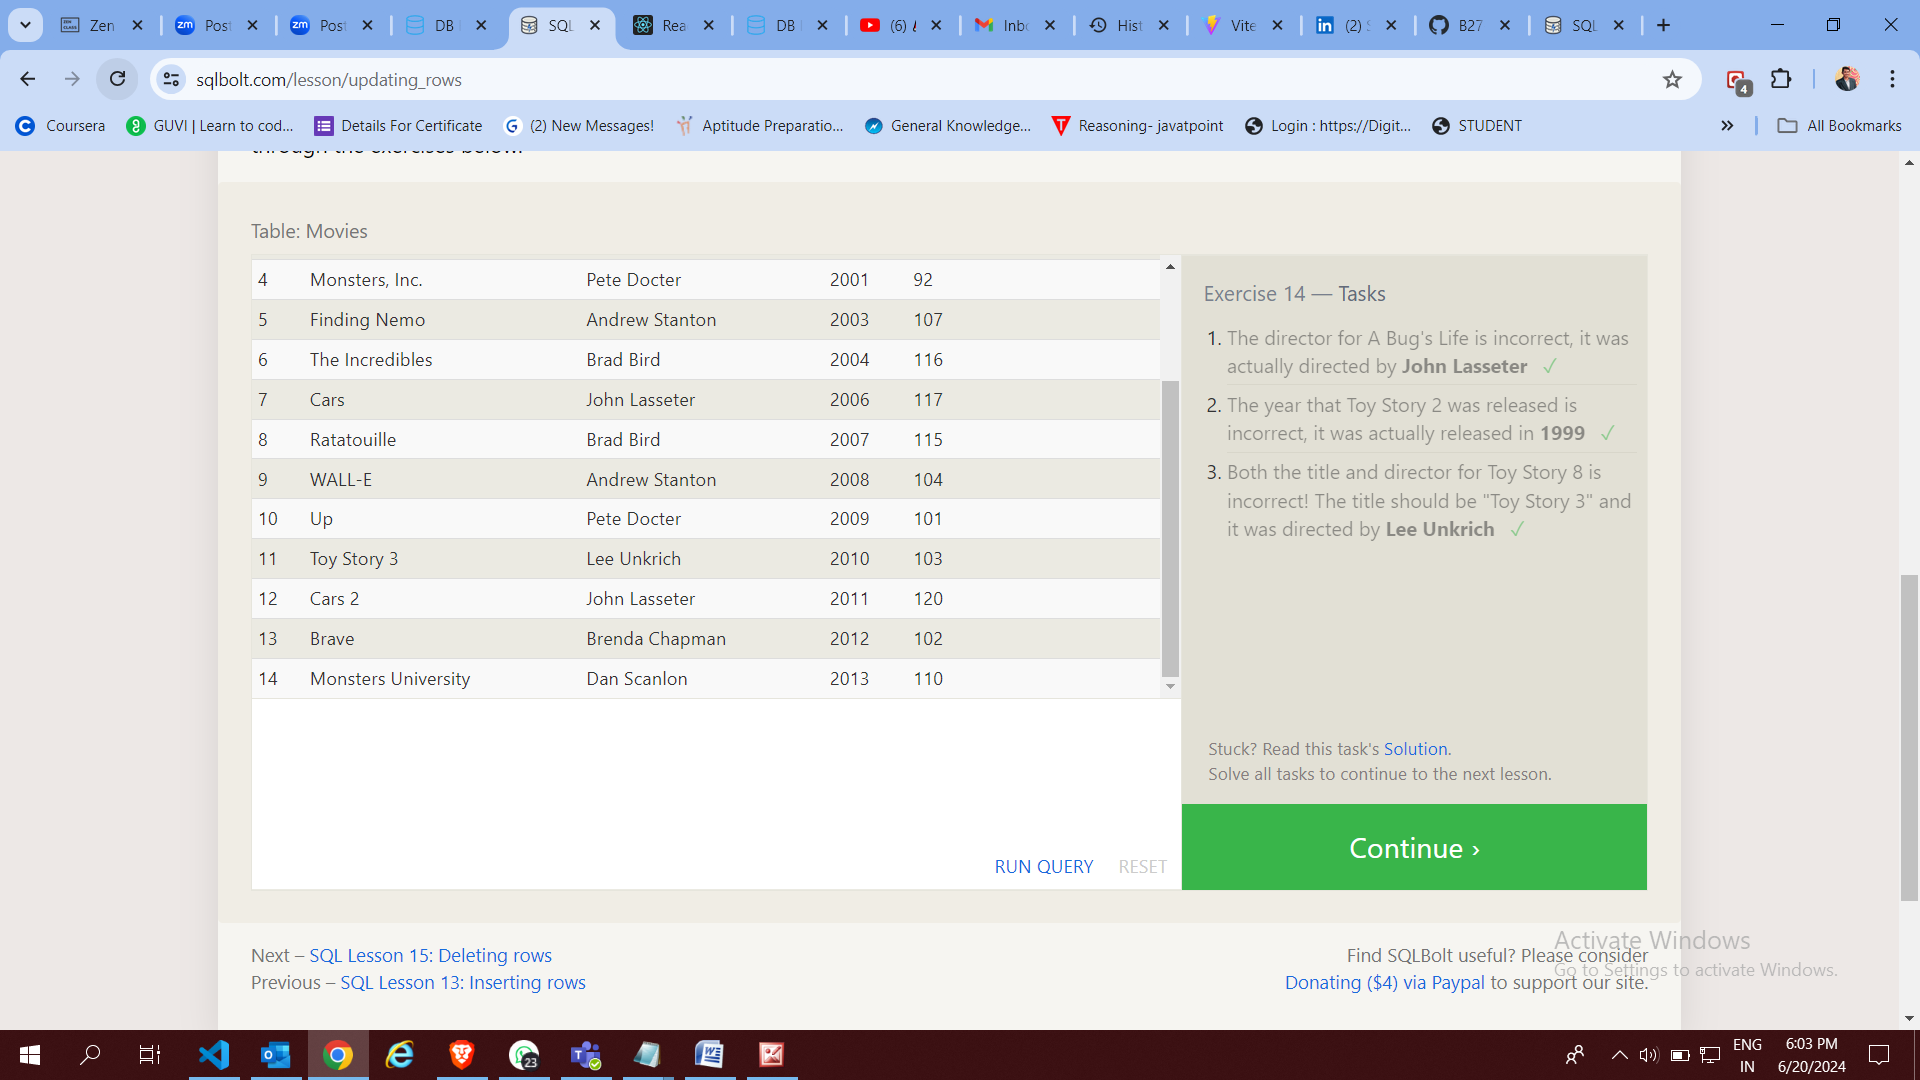 Zen
Post
Post
DB
SQL
Rea
DB
(6)
Inbo
Hist
Vite
(2) S
B27
SQL
sqlbolt.com/lesson/updating_rows
4
Coursera
GUVI | Learn to cod...
Details For Certificate
(2) New Messages!
Aptitude Preparatio...
General Knowledge...
Reasoning- javatpoint
Login : https://Digit...
STUDENT
All Bookmarks
through the exercises below.
Table: Movies
4 Monsters, Inc. Pete Docter 2001 92
5 Finding Nemo Andrew Stanton 2003 107
6 The Incredibles Brad Bird 2004 116
7 Cars John Lasseter 2006 117
8 Ratatouille Brad Bird 2007 115
9 WALL-E Andrew Stanton 2008 104
10 Up Pete Docter 2009 101
11 Toy Story 3 Lee Unkrich 2010 103
12 Cars 2 John Lasseter 2011 120
13 Brave Brenda Chapman 2012 102
14 Monsters University Dan Scanlon 2013 110
RUN QUERY RESET
Exercise 14 — Tasks
1. The director for A Bug's Life is incorrect, it was
actually directed by John Lasseter ✓
2. The year that Toy Story 2 was released is
incorrect, it was actually released in 1999 ✓
3. Both the title and director for Toy Story 8 is
incorrect! The title should be "Toy Story 3" and
it was directed by Lee Unkrich ✓
Stuck? Read this task's Solution.
Solve all tasks to continue to the next lesson.
Continue ›
Next – SQL Lesson 15: Deleting rows
Previous – SQL Lesson 13: Inserting rows
Find SQLBolt useful? Please consider
Donating ($4) via Paypal to support our site.
Activate Windows
Go to Settings to activate Windows.
23
ENG
IN
6:03 PM
6/20/2024